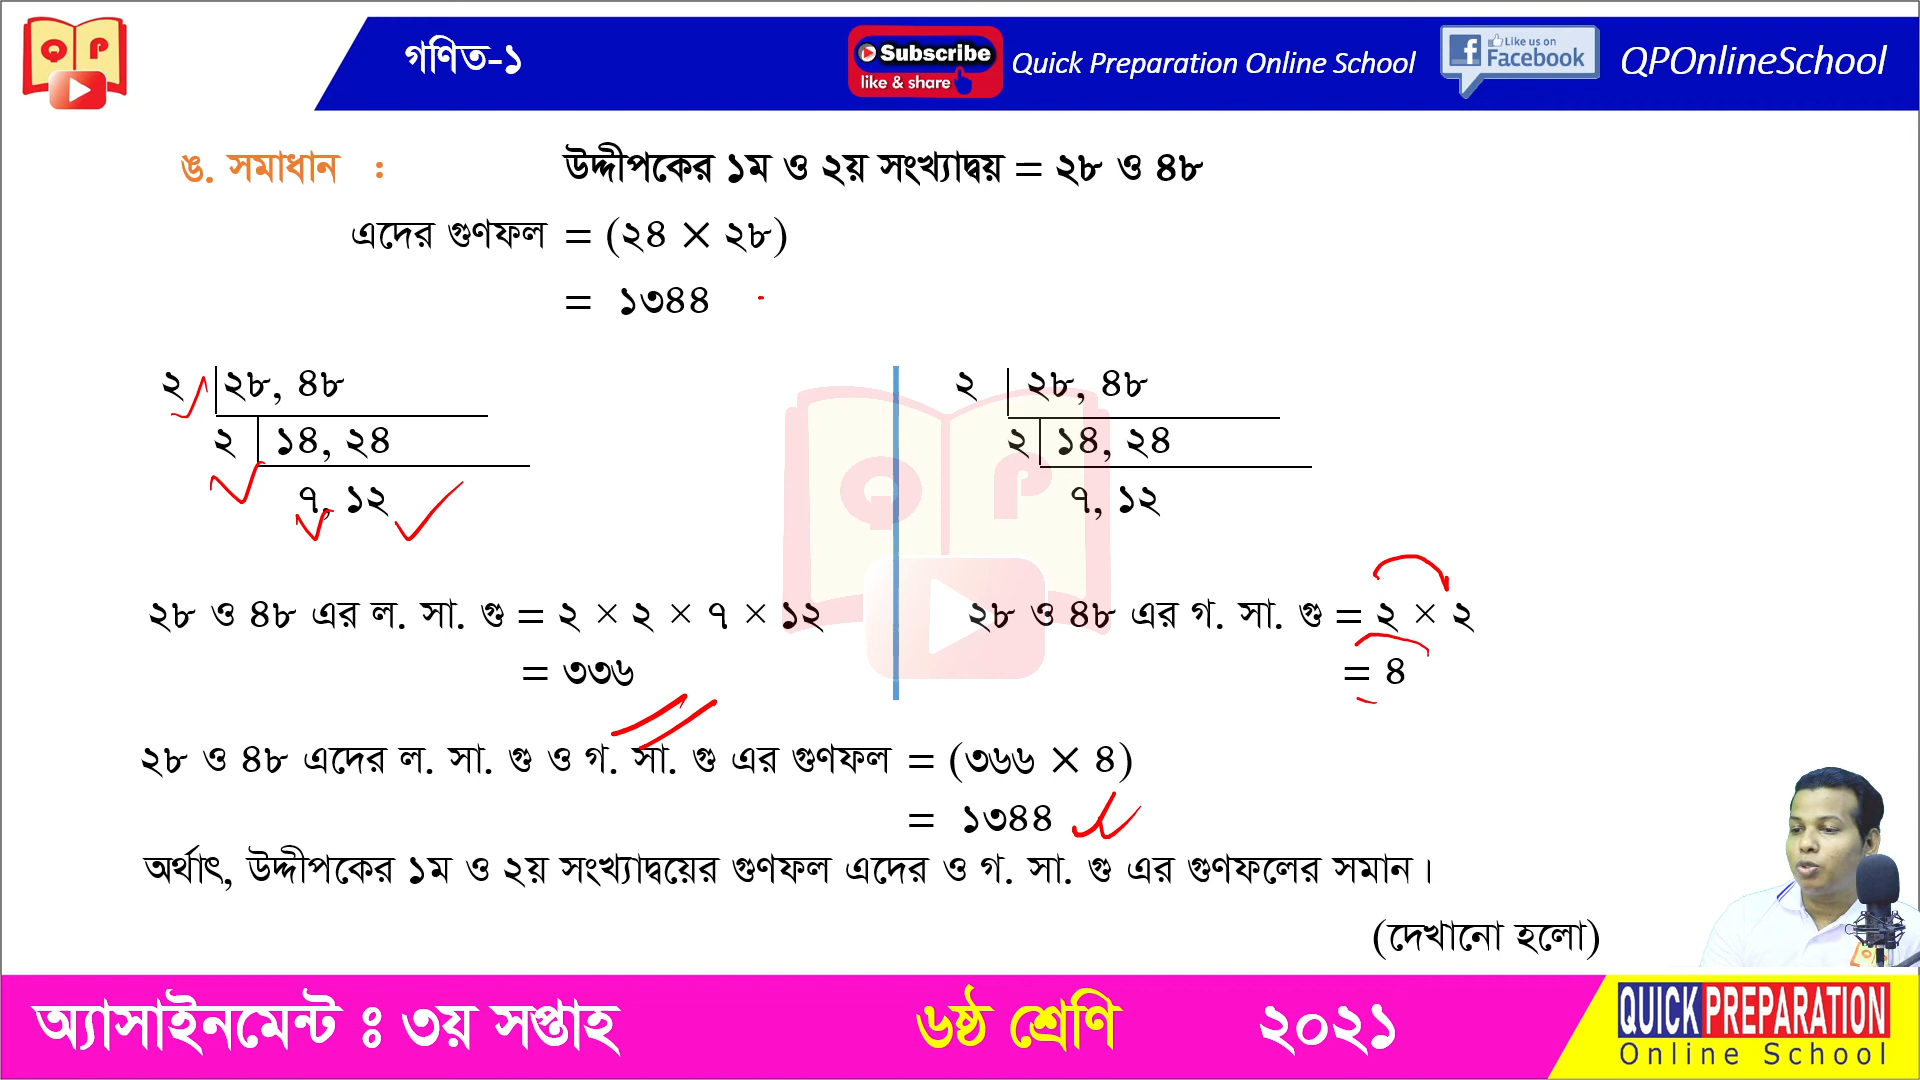 QP
গণিত-১
Subscribe
like & share
Quick Preparation Online School
Like us on
Facebook
QPOnlineSchool
ঙ. সমাধান :
উদ্দীপকের ১ম ও ২য় সংখ্যাদ্বয় = ২৮ ও ৪৮
এদের গুণফল = (২৪ × ২৮)
= ১৩৪৪
২ ২৮, ৪৮
২ ১৪, ২৪
৭, ১২
২ ২৮, ৪৮
২ ১৪, ২৪
৭, ১২
QP
২৮ ও ৪৮ এর ল. সা. গু = ২ × ২ × ৭ × ১২
= ৩৩৬
২৮ ও ৪৮ এর গ. সা. গু = ২ × ২
= ৪
২৮ ও ৪৮ এদের ল. সা. গু ও গ. সা. গু এর গুণফল = (৩৬৬ × ৪)
= ১৩৪৪
অর্থাৎ, উদ্দীপকের ১ম ও ২য় সংখ্যাদ্বয়ের গুণফল এদের ও গ. সা. গু এর গুণফলের সমান।
(দেখানো হলো)
অ্যাসাইনমেন্ট ঃ ৩য় সপ্তাহ
৬ষ্ঠ শ্রেণি
২০২১
QUICK PREPARATION
Online School